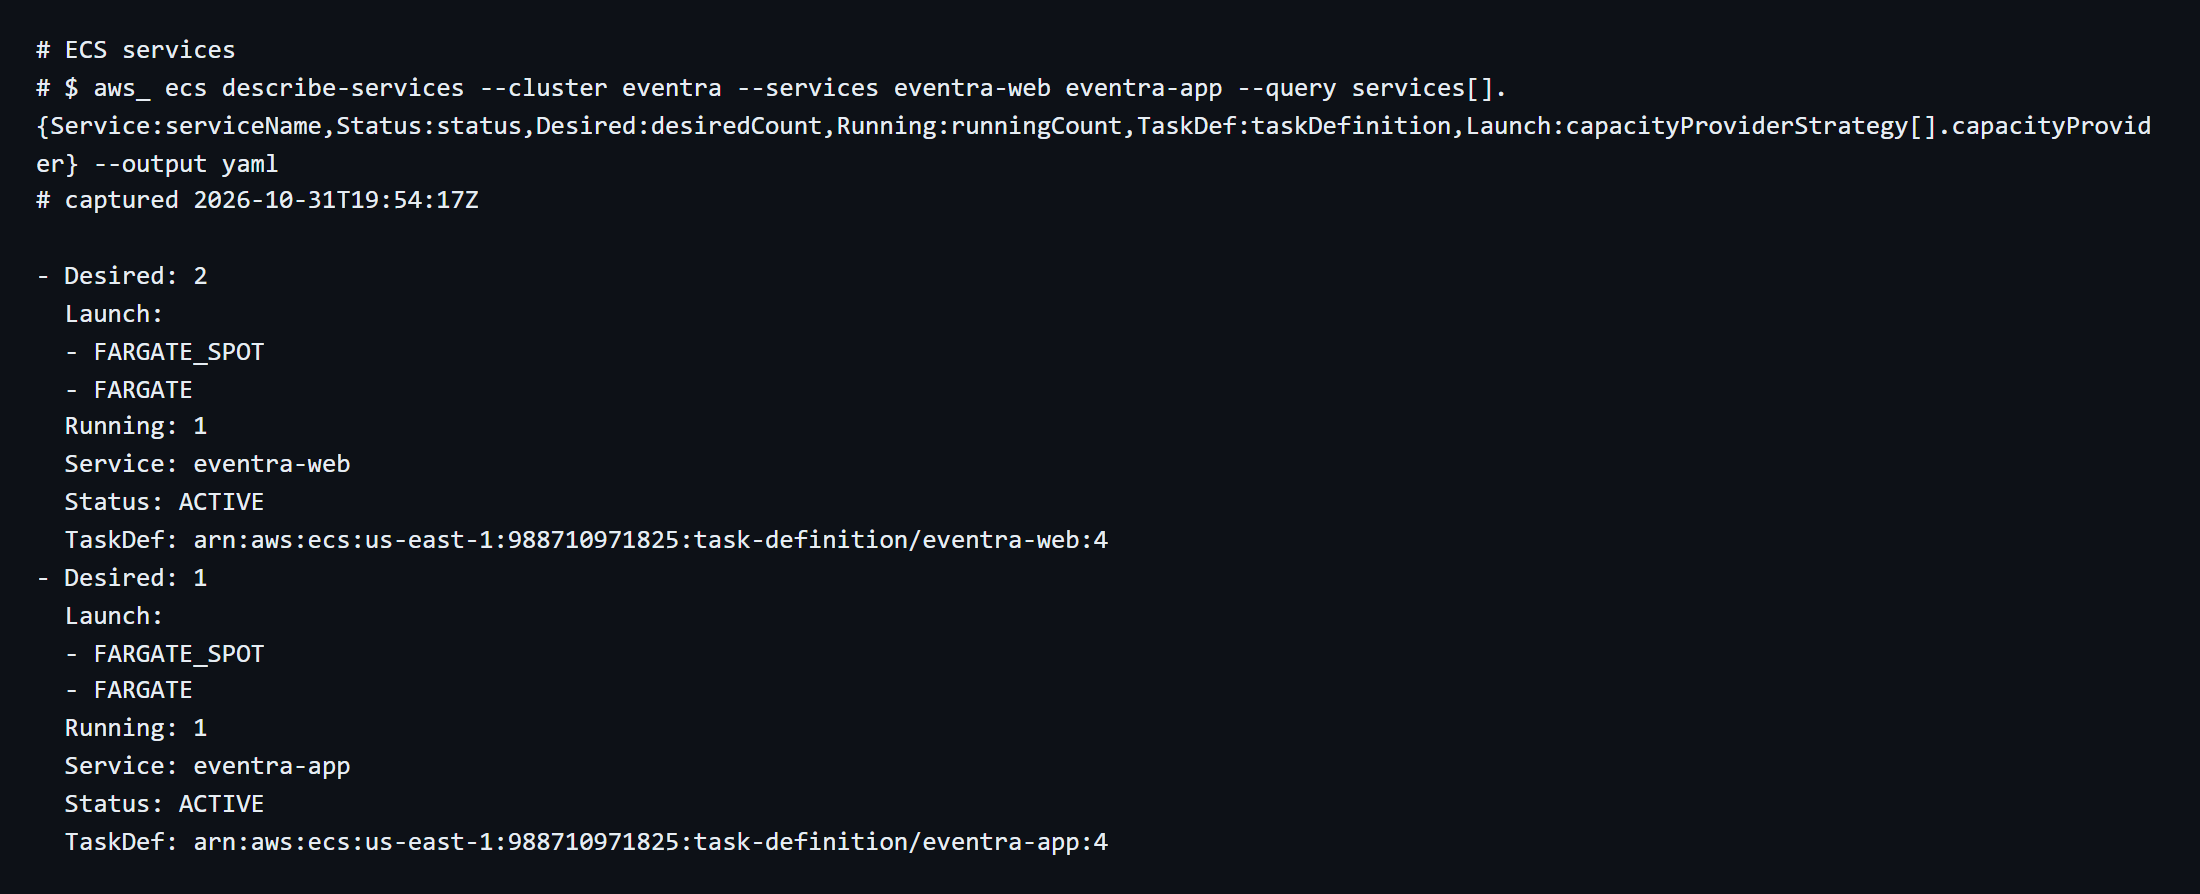 # ECS services
# $ aws_ ecs describe-services --cluster eventra --services eventra-web eventra-app --query services[].
{Service:serviceName,Status:status,Desired:desiredCount,Running:runningCount,TaskDef:taskDefinition,Launch:capacityProviderStrategy[].capacityProvid
er} --output yaml
# captured 2026-10-31T19:54:17Z

- Desired: 2
  Launch:
  - FARGATE_SPOT
  - FARGATE
  Running: 1
  Service: eventra-web
  Status: ACTIVE
  TaskDef: arn:aws:ecs:us-east-1:988710971825:task-definition/eventra-web:4
- Desired: 1
  Launch:
  - FARGATE_SPOT
  - FARGATE
  Running: 1
  Service: eventra-app
  Status: ACTIVE
  TaskDef: arn:aws:ecs:us-east-1:988710971825:task-definition/eventra-app:4